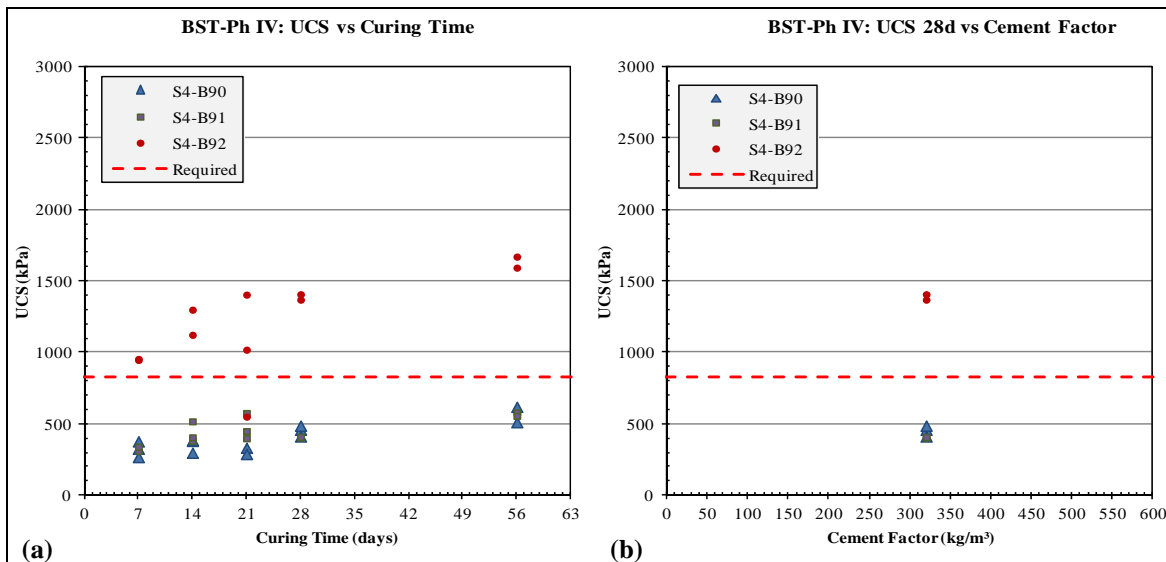 BST-Ph IV: UCS vs Curing Time
3000
2500
2000
1500
1000
500
0
UCS (kPa)
S4-B90
S4-B91
S4-B92
Required
0 7 14 21 28 35 42 49 56 63
Curing Time (days)
(a)
BST-Ph IV: UCS 28d vs Cement Factor
3000
2500
2000
1500
1000
500
0
UCS (kPa)
S4-B90
S4-B91
S4-B92
Required
0 50 100 150 200 250 300 350 400 450 500 550 600
Cement Factor (kg/m³)
(b)